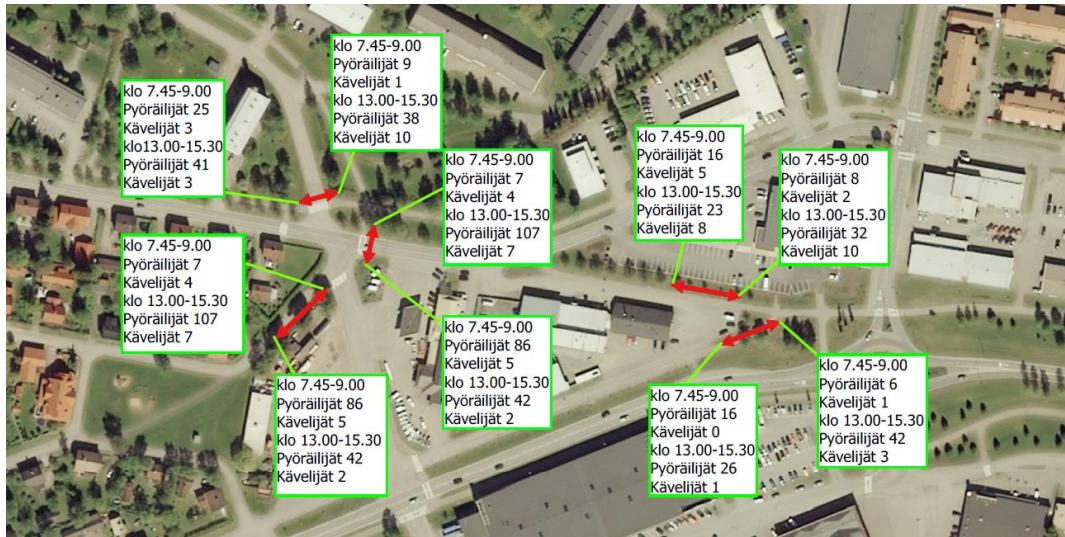 klo 7.45-9.00
Pyöräilijät 9
Kävelijät 1
klo 13.00-15.30
Pyöräilijät 38
Kävelijät 10
klo 7.45-9.00
Pyöräilijät 25
Kävelijät 3
klo13.00-15.30
Pyöräilijät 41
Kävelijät 3
klo 7.45-9.00
Pyöräilijät 7
Kävelijät 4
klo 13.00-15.30
Pyöräilijät 107
Kävelijät 7
klo 7.45-9.00
Pyöräilijät 16
Kävelijät 5
klo 13.00-15.30
Pyöräilijät 23
Kävelijät 8
klo 7.45-9.00
Pyöräilijät 8
Kävelijät 2
klo 13.00-15.30
Pyöräilijät 32
Kävelijät 10
klo 7.45-9.00
Pyöräilijät 7
Kävelijät 4
klo 13.00-15.30
Pyöräilijät 107
Kävelijät 7
klo 7.45-9.00
Pyöräilijät 86
Kävelijät 5
klo 13.00-15.30
Pyöräilijät 42
Kävelijät 2
klo 7.45-9.00
Pyöräilijät 86
Kävelijät 5
klo 13.00-15.30
Pyöräilijät 42
Kävelijät 2
klo 7.45-9.00
Pyöräilijät 16
Kävelijät 0
klo 13.00-15.30
Pyöräilijät 26
Kävelijät 1
klo 7.45-9.00
Pyöräilijät 6
Kävelijät 1
klo 13.00-15.30
Pyöräilijät 42
Kävelijät 3